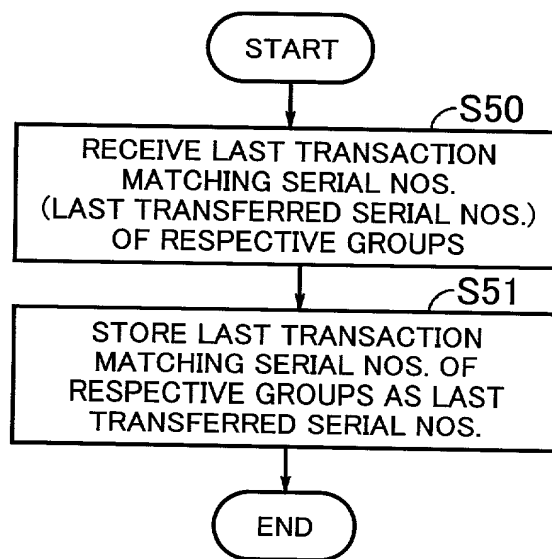 START
S50
RECEIVE LAST TRANSACTION
MATCHING SERIAL NOS.
(LAST TRANSFERRED SERIAL NOS.)
OF RESPECTIVE GROUPS
S51
STORE LAST TRANSACTION
MATCHING SERIAL NOS. OF
RESPECTIVE GROUPS AS LAST
TRANSFERRED SERIAL NOS.
END